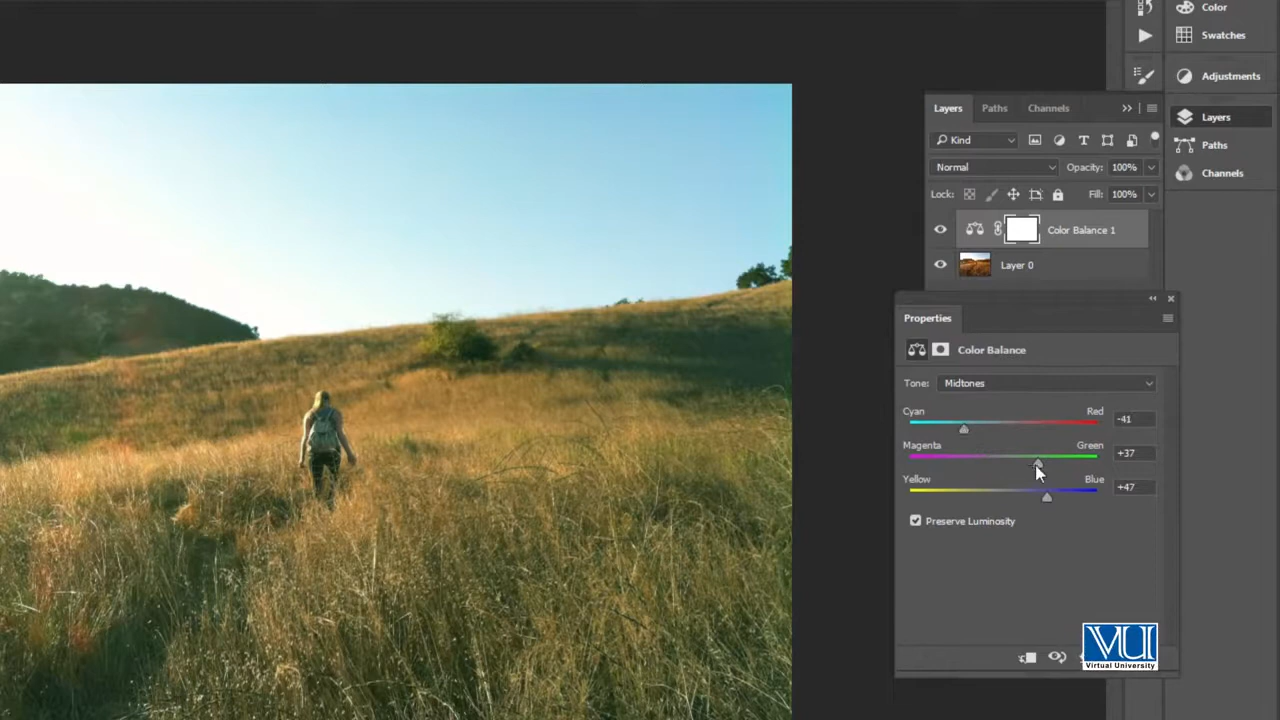 Color
Swatches
Adjustments
Layers
Paths
Channels
Layers Paths Channels
Kind
Normal Opacity: 100%
Lock: Fill: 100%
Color Balance 1
Layer 0
Properties
Color Balance
Tone: Midtones
Cyan Red -41
Magenta Green +37
Yellow Blue +47
Preserve Luminosity
VU
Virtual University